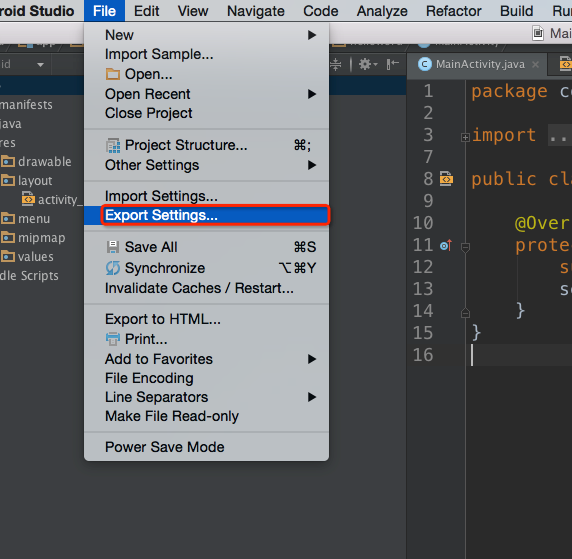 roid Studio File Edit View Navigate Code Analyze Refactor Build Ru
Mai
app MainActivity
id MainActivity.java
New
Import Sample...
Open...
Open Recent
Close Project
Project Structure... ⌘;
Other Settings
Import Settings...
Export Settings...
Save All ⌘S
Synchronize ⌥⌘Y
Invalidate Caches / Restart...
Export to HTML...
Print...
Add to Favorites
File Encoding
Line Separators
Make File Read-only
Power Save Mode
manifests
java
res
drawable
layout
activity_
menu
mipmap
values
dle Scripts
1 package c
2
3 import ..
7
8 public cla
9
10 @Over
11 prote
12 s
13 se
14 }
15 }
16